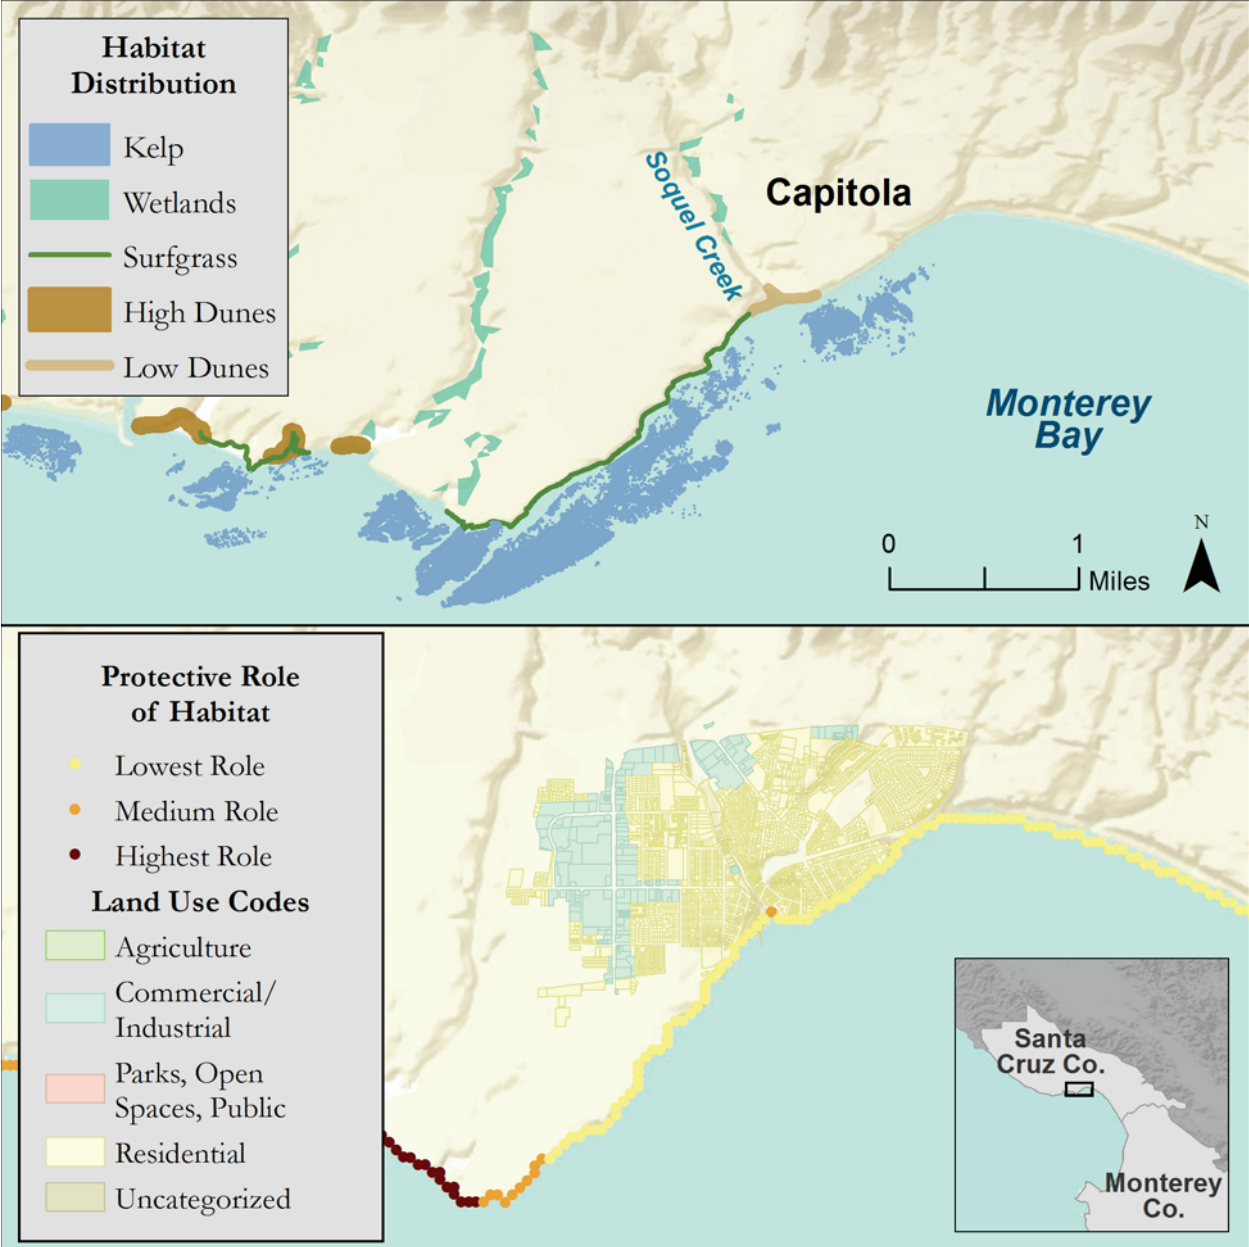 Habitat
Distribution
Kelp
Wetlands
Surfgrass
High Dunes
Low Dunes
Soquel Creek
Capitola
Monterey
Bay
N
0 1
Miles
Protective Role
of Habitat
Lowest Role
Medium Role
Highest Role
Land Use Codes
Agriculture
Commercial/
Industrial
Parks, Open
Spaces, Public
Residential
Uncategorized
Santa
Cruz Co.
Monterey
Co.